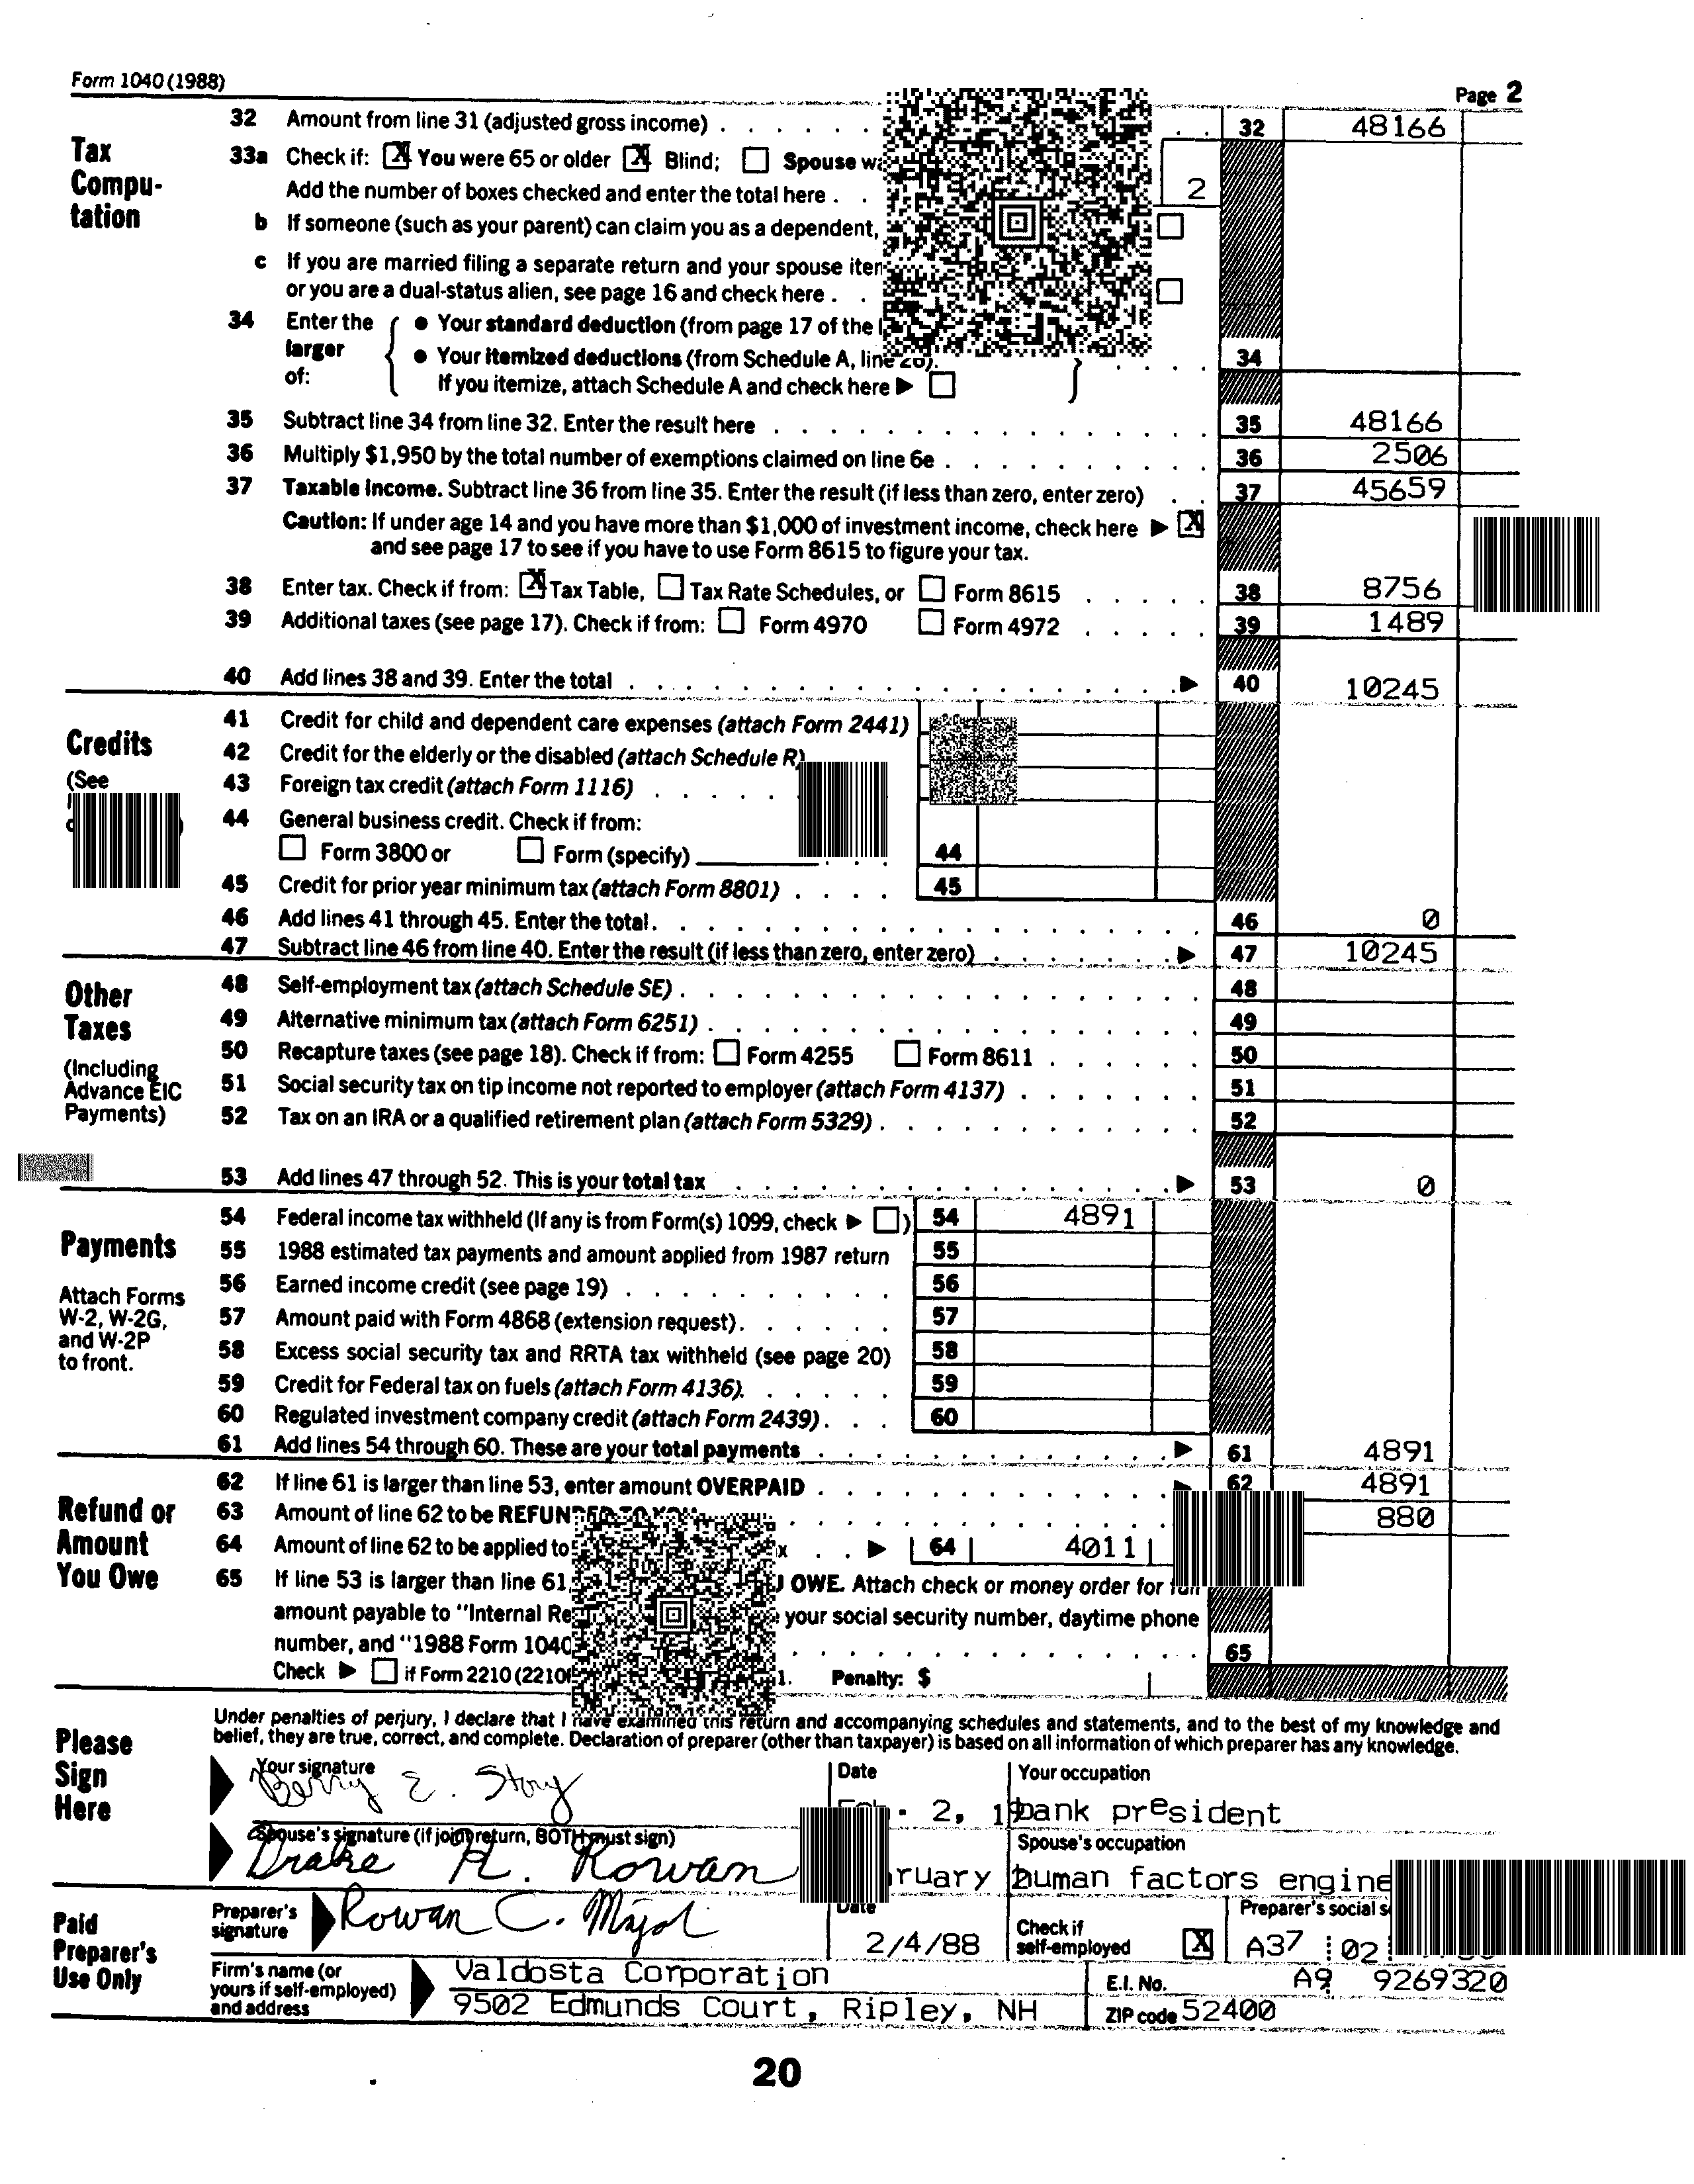 Form 1040 (1988)
Page 2
Tax Compu-tation
32 Amount from line 31 (adjusted gross income) . . . . . . 32 48166
33a Check if: X You were 65 or older X Blind; Spouse
Add the number of boxes checked and enter the total here . . 2
b If someone (such as your parent) can claim you as a dependent,
c If you are married filing a separate return and your spouse
or you are a dual-status alien, see page 16 and check here . .
34 Enter the larger of:
● Your standard deduction (from page 17 of the
● Your itemized deductions (from Schedule A, line 26). 34
If you itemize, attach Schedule A and check here ▶
35 Subtract line 34 from line 32. Enter the result here 35 48166
36 Multiply $1,950 by the total number of exemptions claimed on line 6e 36 2506
37 Taxable income. Subtract line 36 from line 35. Enter the result (if less than zero, enter zero) 37 45659
Caution: If under age 14 and you have more than $1,000 of investment income, check here ▶ X
and see page 17 to see if you have to use Form 8615 to figure your tax.
38 Enter tax. Check if from: X Tax Table, Tax Rate Schedules, or Form 8615 38 8756
39 Additional taxes (see page 17). Check if from: Form 4970 Form 4972 39 1489
40 Add lines 38 and 39. Enter the total ▶ 40 10245
Credits
(See
41 Credit for child and dependent care expenses (attach Form 2441)
42 Credit for the elderly or the disabled (attach Schedule R)
43 Foreign tax credit (attach Form 1116)
44 General business credit. Check if from:
Form 3800 or Form (specify) 44
45 Credit for prior year minimum tax (attach Form 8801) 45
46 Add lines 41 through 45. Enter the total 46 0
47 Subtract line 46 from line 40. Enter the result (if less than zero, enter zero) ▶ 47 10245
Other Taxes
(Including Advance EIC Payments)
48 Self-employment tax (attach Schedule SE) 48
49 Alternative minimum tax (attach Form 6251) 49
50 Recapture taxes (see page 18). Check if from: Form 4255 Form 8611 50
51 Social security tax on tip income not reported to employer (attach Form 4137) 51
52 Tax on an IRA or a qualified retirement plan (attach Form 5329) 52
53 Add lines 47 through 52. This is your total tax ▶ 53 0
Payments
Attach Forms W-2, W-2G, and W-2P to front.
54 Federal income tax withheld (If any is from Form(s) 1099, check ▶ ) 54 4891
55 1988 estimated tax payments and amount applied from 1987 return 55
56 Earned income credit (see page 19) 56
57 Amount paid with Form 4868 (extension request) 57
58 Excess social security tax and RRTA tax withheld (see page 20) 58
59 Credit for Federal tax on fuels (attach Form 4136) 59
60 Regulated investment company credit (attach Form 2439) 60
61 Add lines 54 through 60. These are your total payments ▶ 61 4891
Refund or Amount You Owe
62 If line 61 is larger than line 53, enter amount OVERPAID ▶ 62 4891
63 Amount of line 62 to be REFUNDED TO YOU 880
64 Amount of line 62 to be applied to ▶ 64 4011
65 If line 53 is larger than line 61, OWE. Attach check or money order for full
amount payable to "Internal your social security number, daytime phone
number, and "1988 Form 1040 65
Check ▶ if Form 2210 Penalty: $
Please Sign Here
Under penalties of perjury, I declare that I have examined this return and accompanying schedules and statements, and to the best of my knowledge and
belief, they are true, correct, and complete. Declaration of preparer (other than taxpayer) is based on all information of which preparer has any knowledge.
Your signature Date Your occupation
Berry E. Story 2, bank president
Spouse's signature (if joint return, BOTH must sign) Spouse's occupation
Drake H. Rowan human factors
Paid Preparer's Use Only
Preparer's signature Date Check if self-employed X Preparer's social
Rowan C. Major 2/4/88 A37 02
Firm's name (or yours if self-employed) and address
Valdosta Corporation E.I. No. A9 9269320
9502 Edmunds Court, Ripley, NH ZIP code 52400
20